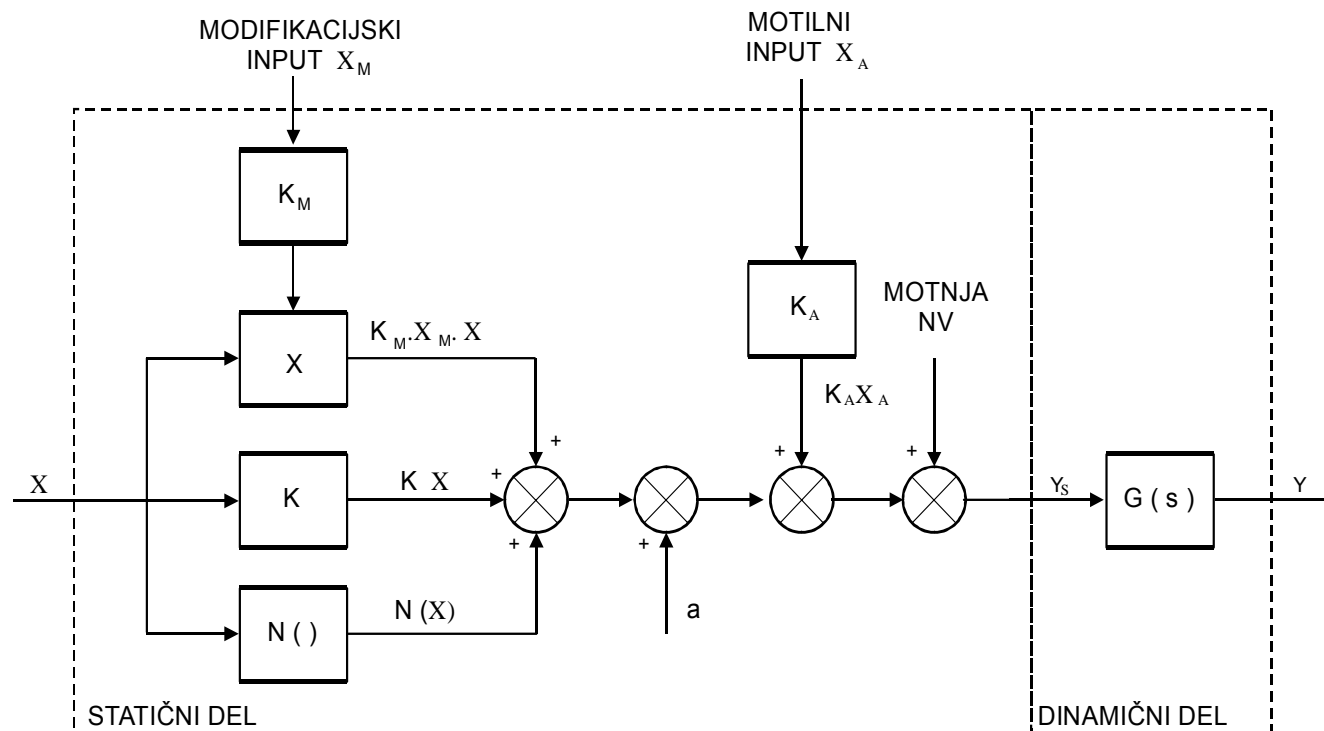 MODIFIKACIJSKI
INPUT X_M
MOTILNI
INPUT X_A
K_M
K_A
MOTNJA
NV
X
K_M.X_M. X
K_AX_A
X
K
K X
Y_S
G ( s )
Y
N ( )
N (X)
a
+
+
+
+
+
+
STATIČNI DEL
DINAMIČNI DEL